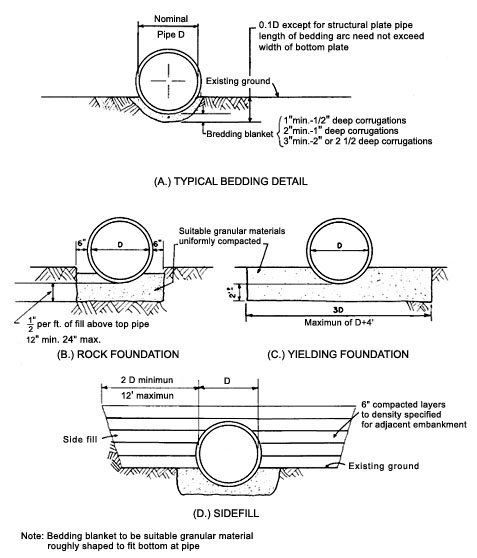 Nominal
Pipe D
0.1D except for structural plate pipe
length of bedding arc need not exceed
width of bottom plate
Existing ground
Bredding blanket
1"min.-1/2" deep corrugations
2"min.-1" deep corrugations
3"min.-2" or 2 1/2 deep corrugations
(A.) TYPICAL BEDDING DETAIL
6"
D
6"
Suitable granular materials
uniformly compacted
D
1/2" per ft. of fill above top pipe
12" min. 24" max.
2'±
3D
Maximun of D+4'
(B.) ROCK FOUNDATION
(C.) YIELDING FOUNDATION
2 D minimun
12' maximun
D
Side fill
6" compacted layers
to density specified
for adjacent embankment
Existing ground
(D.) SIDEFILL
Note: Bedding blanket to be suitable granular material
roughly shaped to fit bottom at pipe